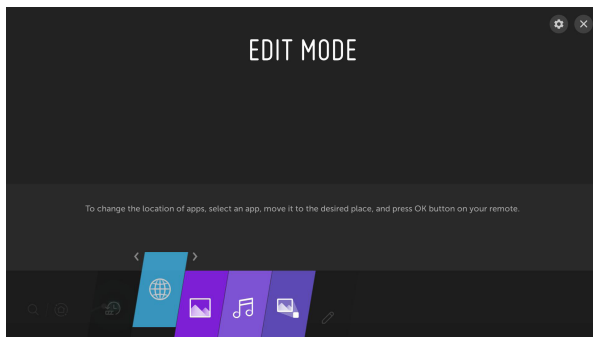 EDIT MODE
To change the location of apps, select an app, move it to the desired place, and press OK button on your remote.